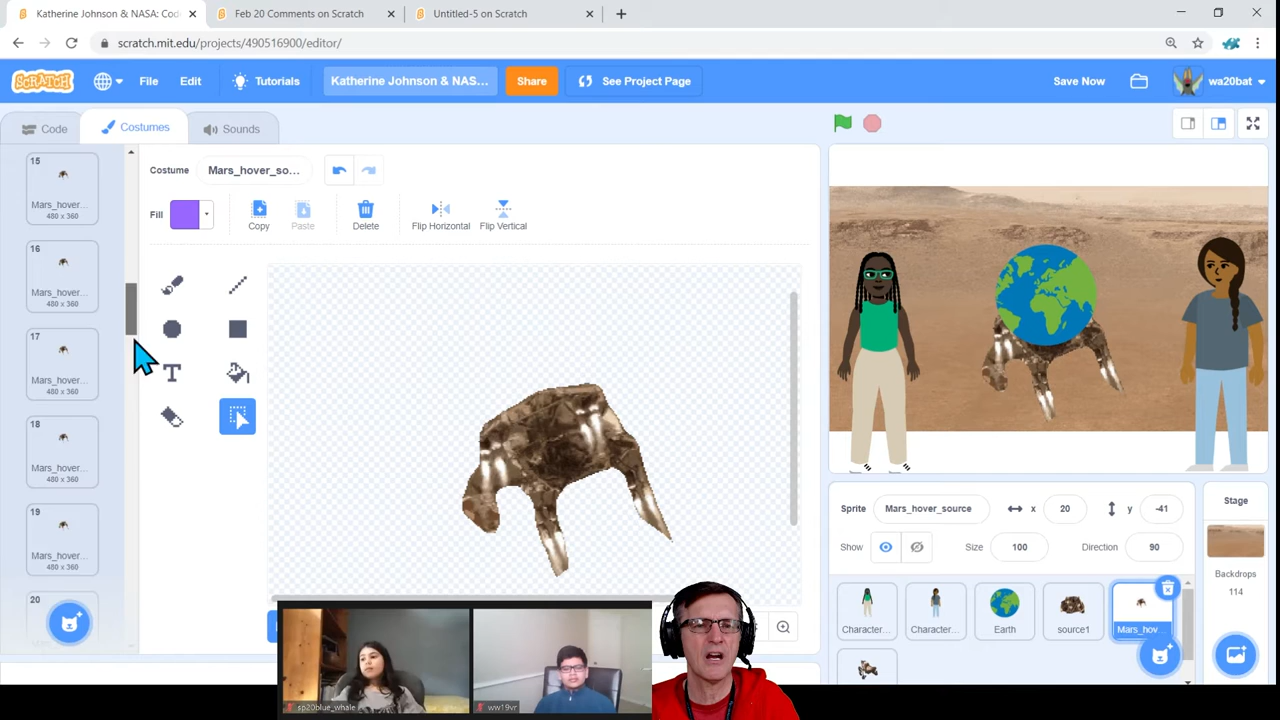 Katherine Johnson & NASA: Cod
Feb 20 Comments on Scratch
Untitled-5 on Scratch
scratch.mit.edu/projects/490516900/editor/
SCRATCH
File
Edit
Tutorials
Katherine Johnson & NAS...
Share
See Project Page
Save Now
wa20bat
Code
Costumes
Sounds
15
Mars_hover...
480 x 360
16
Mars_hover...
480 x 360
17
Mars_hover...
480 x 360
18
Mars_hover...
480 x 360
19
Mars_hover...
480 x 360
20
Costume
Mars_hover_so...
Fill
Copy
Paste
Delete
Flip Horizontal
Flip Vertical
T
Sprite
Mars_hover_source
x
20
y
-41
Show
Size
100
Direction
90
Stage
Backdrops
114
Character...
Character...
Earth
source1
Mars_hov...
sp20blue_whale
ww19vr